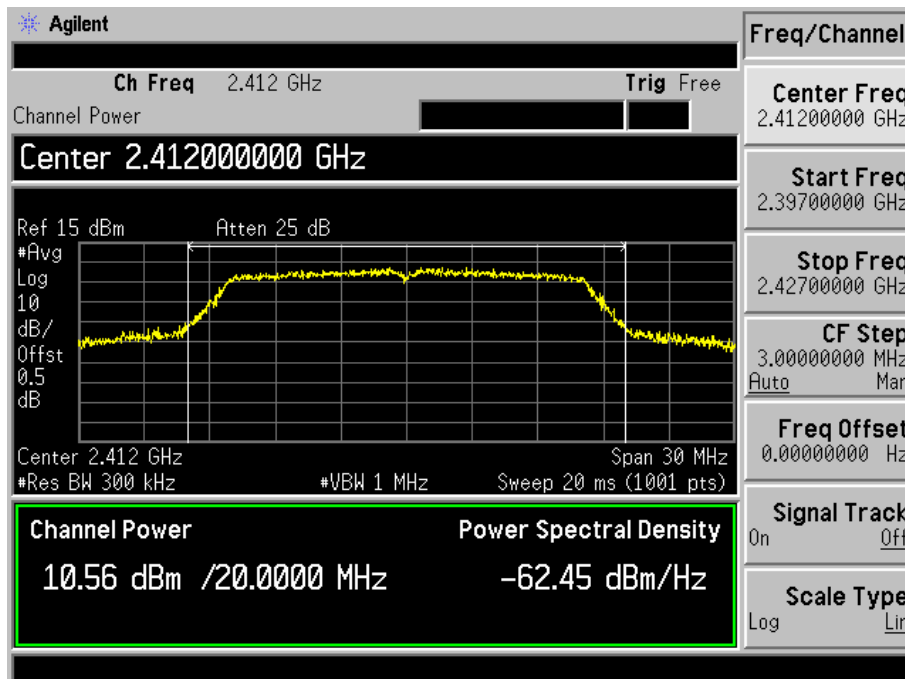 Agilent
Freq/Channel
Ch Freq 2.412 GHz Trig Free
Channel Power
Center 2.412000000 GHz
Ref 15 dBm Atten 25 dB
#Avg
Log
10
dB/
Offst
0.5
dB
Center 2.412 GHz Span 30 MHz
#Res BW 300 kHz #VBW 1 MHz Sweep 20 ms (1001 pts)
Channel Power Power Spectral Density
10.56 dBm /20.0000 MHz -62.45 dBm/Hz
Center Freq
2.41200000 GHz
Start Freq
2.39700000 GHz
Stop Freq
2.42700000 GHz
CF Step
3.00000000 MHz
Auto Man
Freq Offset
0.00000000 Hz
Signal Track
On Off
Scale Type
Log Lin